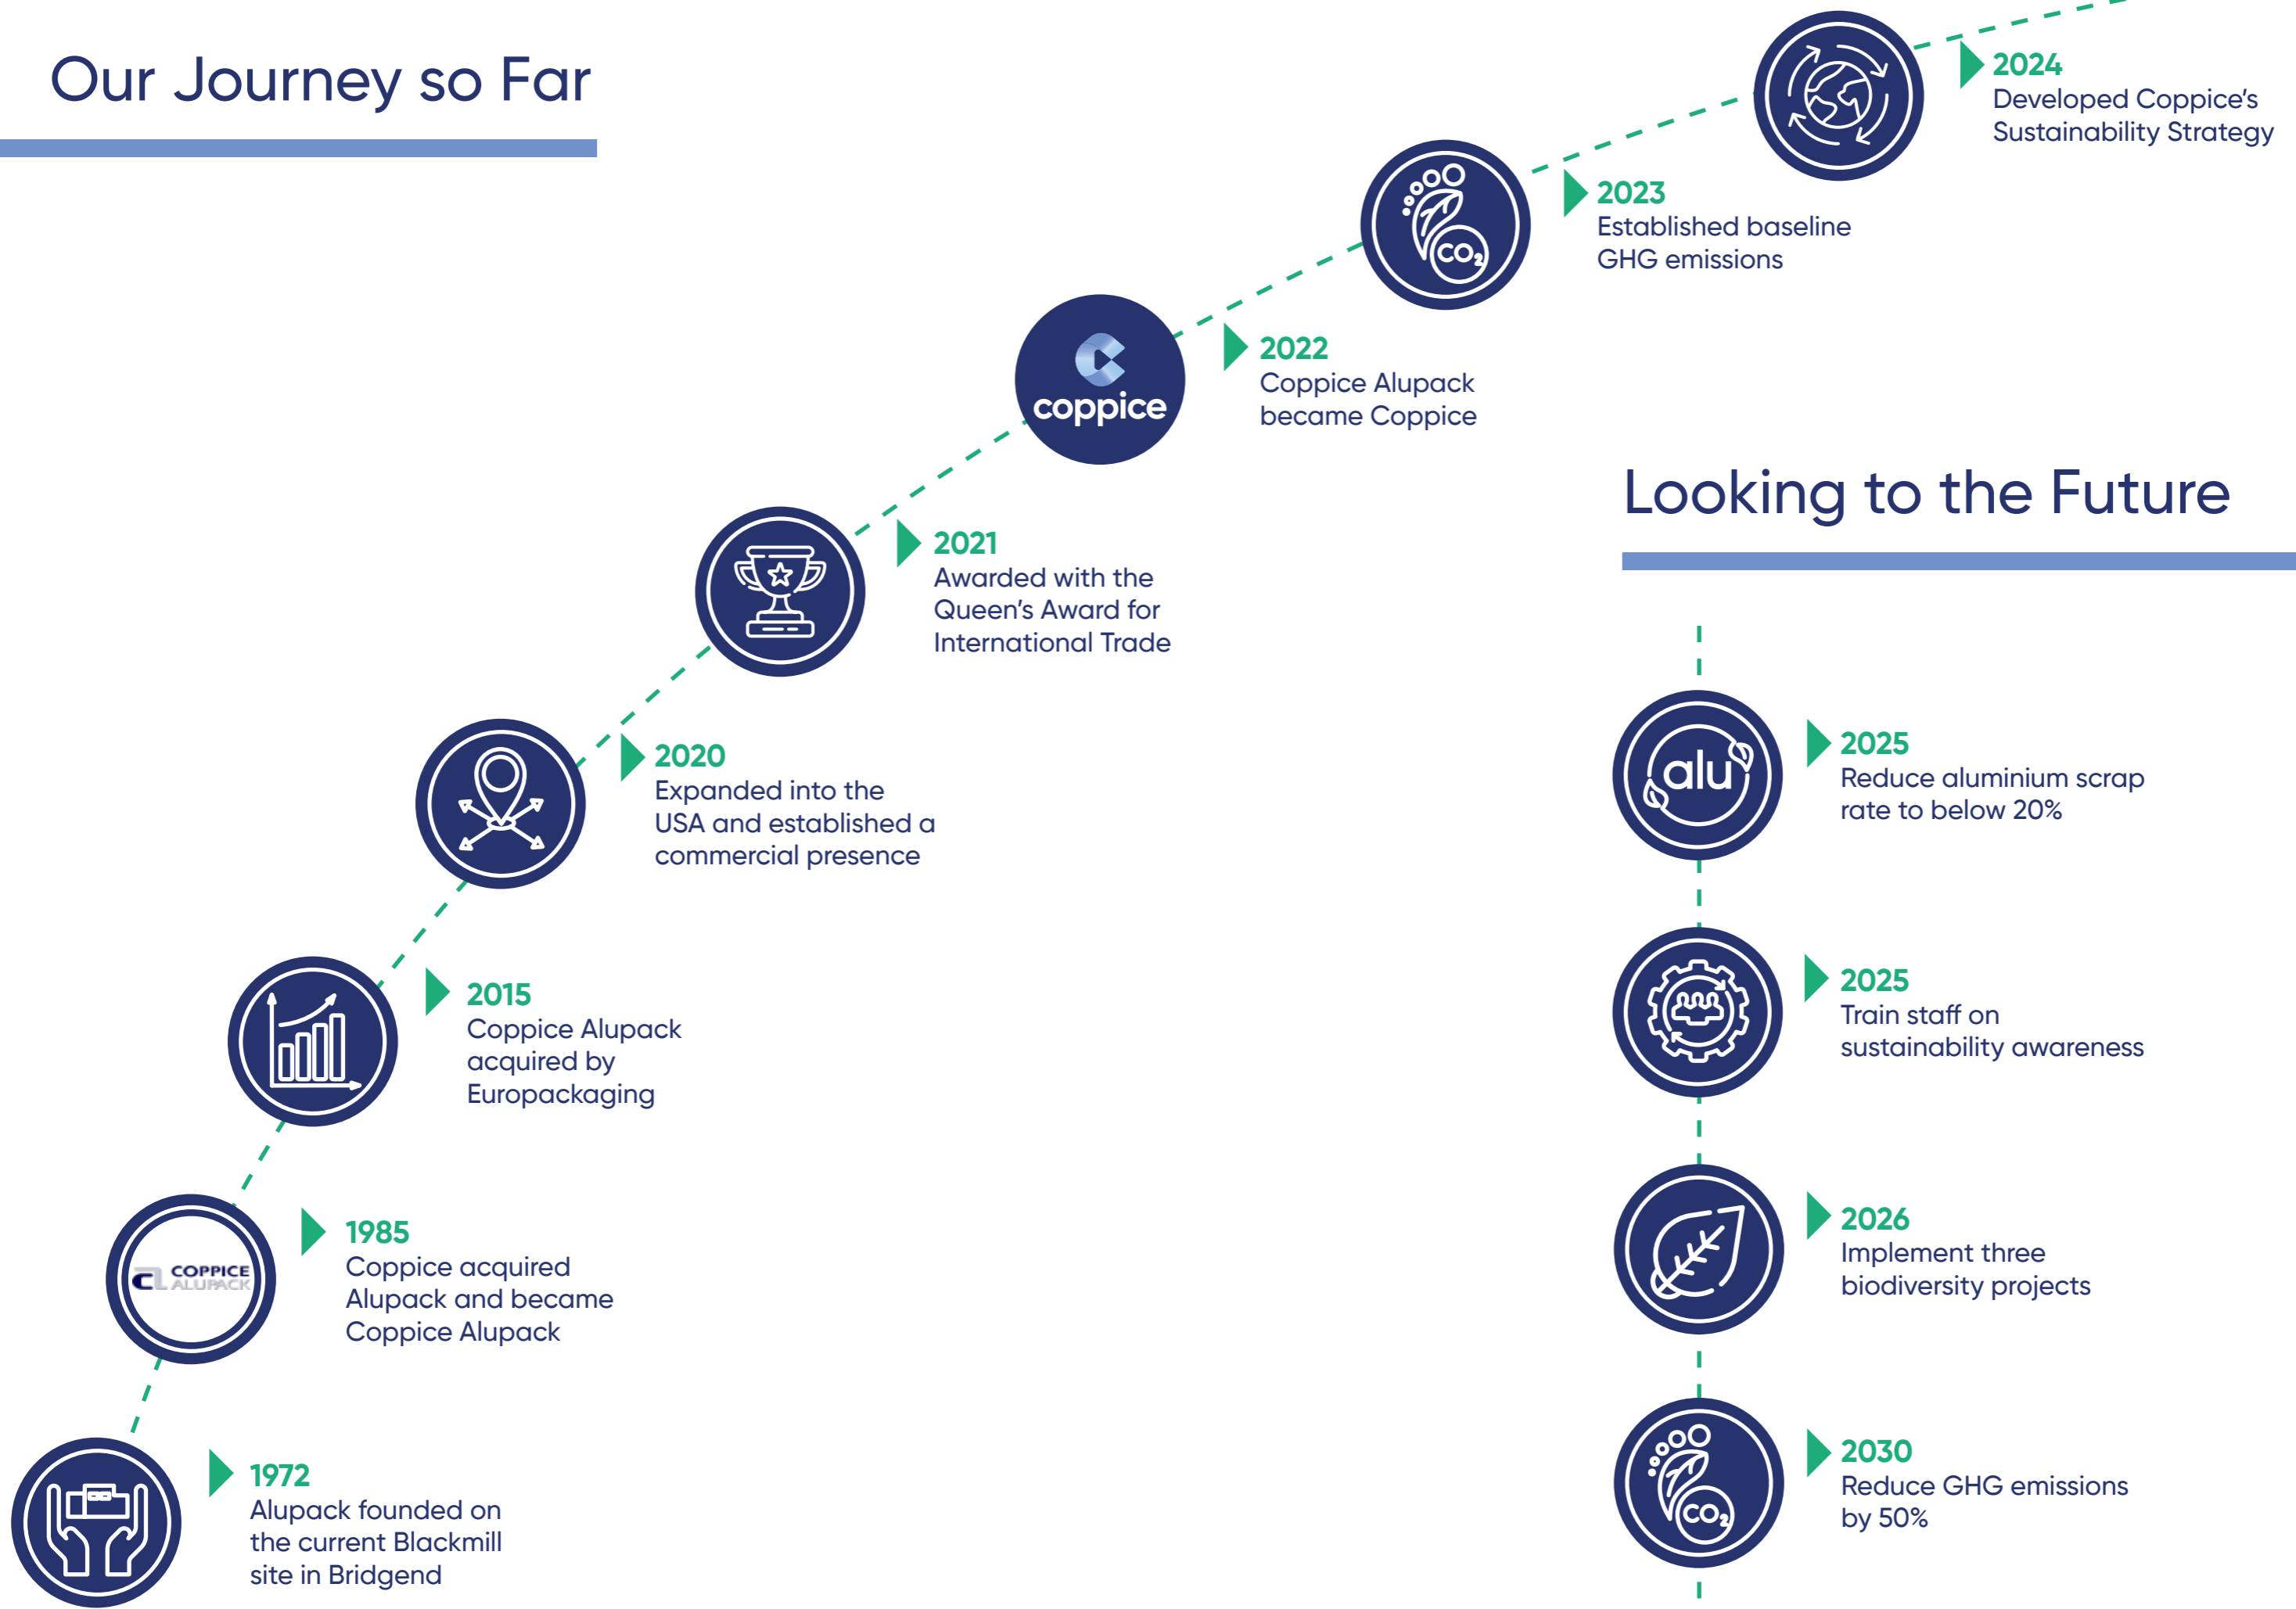 Our Journey so Far
2024
Developed Coppice's
Sustainability Strategy
2023
Established baseline
GHG emissions
CO₂
2022
Coppice Alupack
became Coppice
coppice
2021
Awarded with the
Queen's Award for
International Trade
2020
Expanded into the
USA and established a
commercial presence
2015
Coppice Alupack
acquired by
Europackaging
1985
Coppice acquired
Alupack and became
Coppice Alupack
COPPICE
ALUPACK
1972
Alupack founded on
the current Blackmill
site in Bridgend
Looking to the Future
alu
2025
Reduce aluminium scrap
rate to below 20%
2025
Train staff on
sustainability awareness
2026
Implement three
biodiversity projects
2030
Reduce GHG emissions
by 50%
CO₂